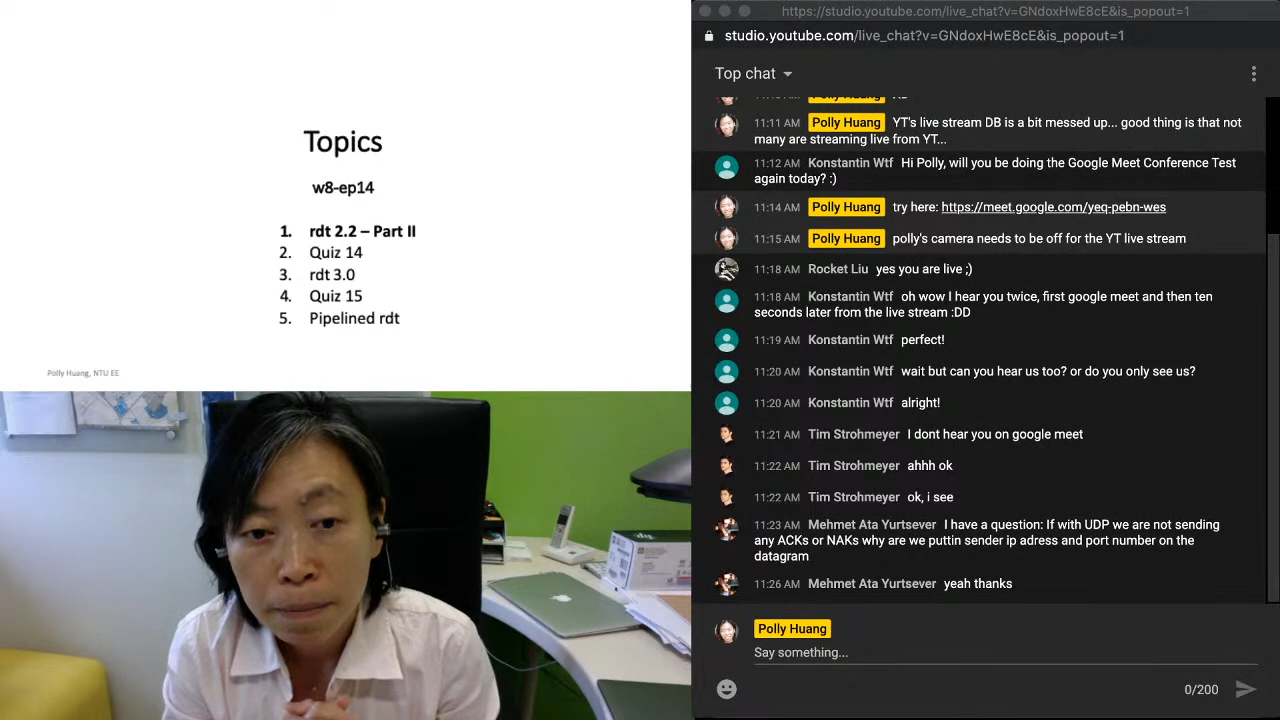 Topics
w8-ep14
1. rdt 2.2 – Part II
2. Quiz 14
3. rdt 3.0
4. Quiz 15
5. Pipelined rdt
Polly Huang, NTU EE
https://studio.youtube.com/live_chat?v=GNdoxHwE8cE&is_popout=1
studio.youtube.com/live_chat?v=GNdoxHwE8cE&is_popout=1
Top chat
11:11 AM Polly Huang YT's live stream DB is a bit messed up... good thing is that not
many are streaming live from YT...
11:12 AM Konstantin Wtf Hi Polly, will you be doing the Google Meet Conference Test
again today? :)
11:14 AM Polly Huang try here: https://meet.google.com/yeq-pebn-wes
11:15 AM Polly Huang polly's camera needs to be off for the YT live stream
11:18 AM Rocket Liu yes you are live ;)
11:18 AM Konstantin Wtf oh wow I hear you twice, first google meet and then ten
seconds later from the live stream :DD
11:19 AM Konstantin Wtf perfect!
11:20 AM Konstantin Wtf wait but can you hear us too? or do you only see us?
11:20 AM Konstantin Wtf alright!
11:21 AM Tim Strohmeyer I dont hear you on google meet
11:22 AM Tim Strohmeyer ahhh ok
11:22 AM Tim Strohmeyer ok, i see
11:23 AM Mehmet Ata Yurtsever I have a question: If with UDP we are not sending
any ACKs or NAKs why are we puttin sender ip adress and port number on the
datagram
11:26 AM Mehmet Ata Yurtsever yeah thanks
Polly Huang
Say something...
0/200